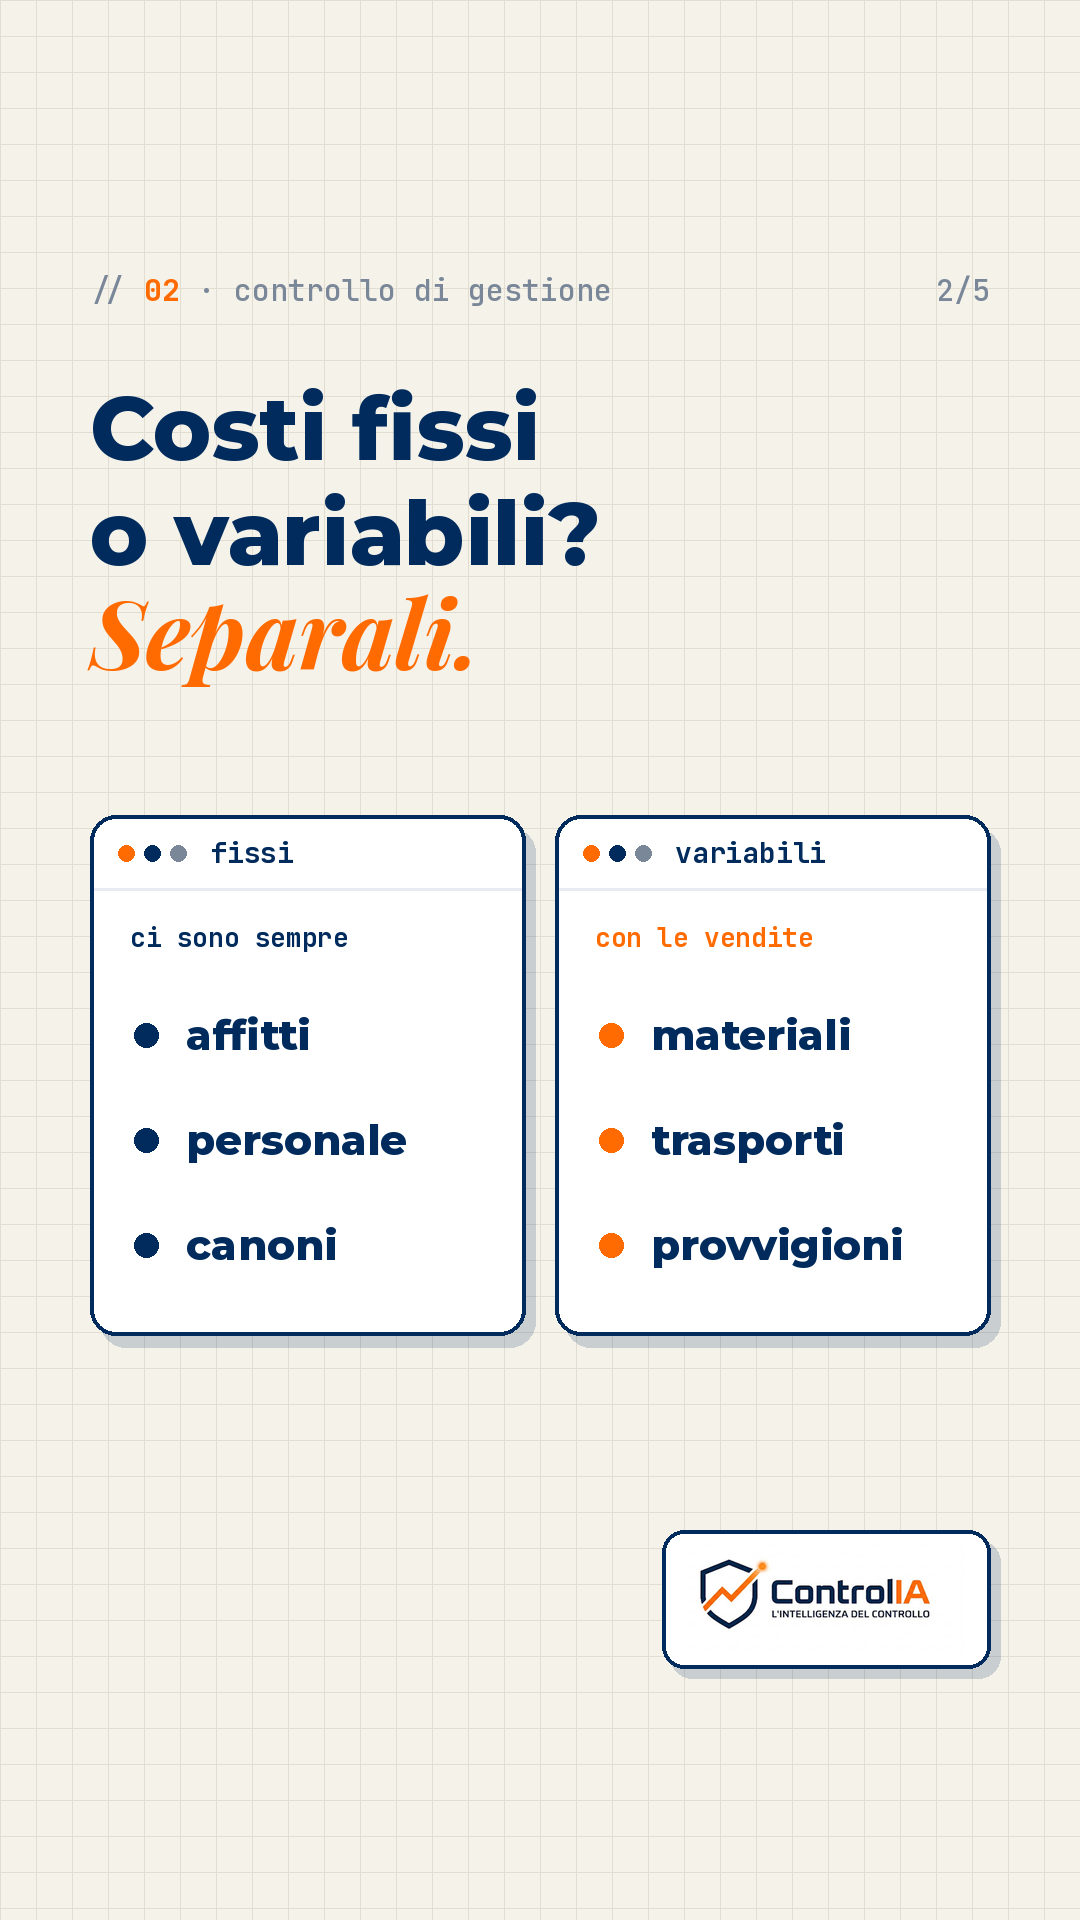 // 02 · controllo di gestione 2/5
Costi fissi
o variabili?
Separali.
fissi
ci sono sempre
affitti
personale
canoni
variabili
con le vendite
materiali
trasporti
provvigioni
ControlIA
L'INTELLIGENZA DEL CONTROLLO